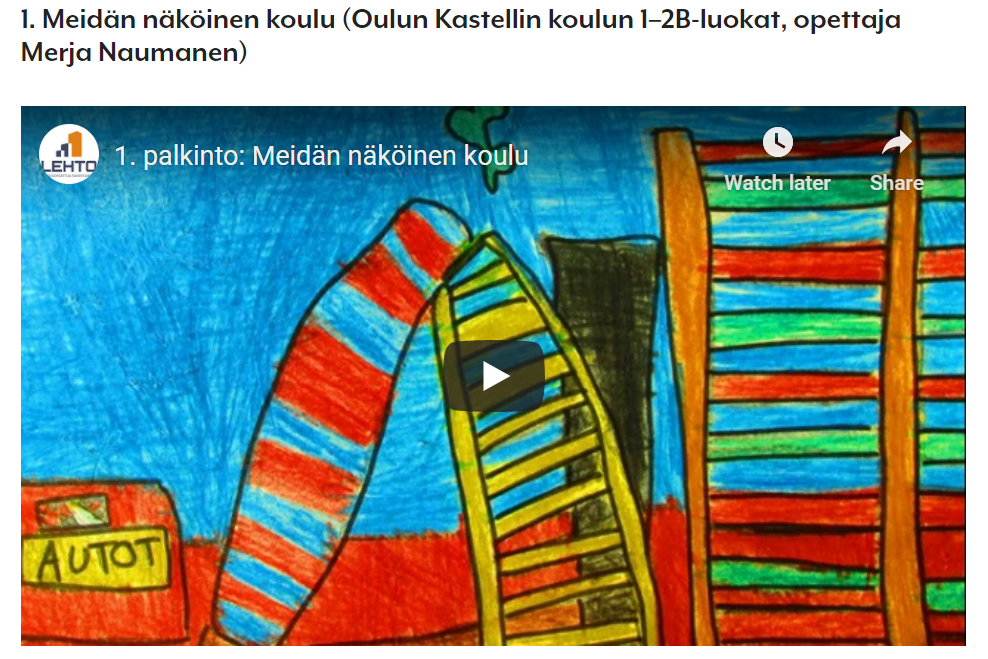 1. Meidän näköinen koulu (Oulun Kastellin koulun 1–2B-luokat, opettaja
Merja Naumanen)
LEHTO
1. palkinto: Meidän näköinen koulu
Watch later
Share
AUTOT